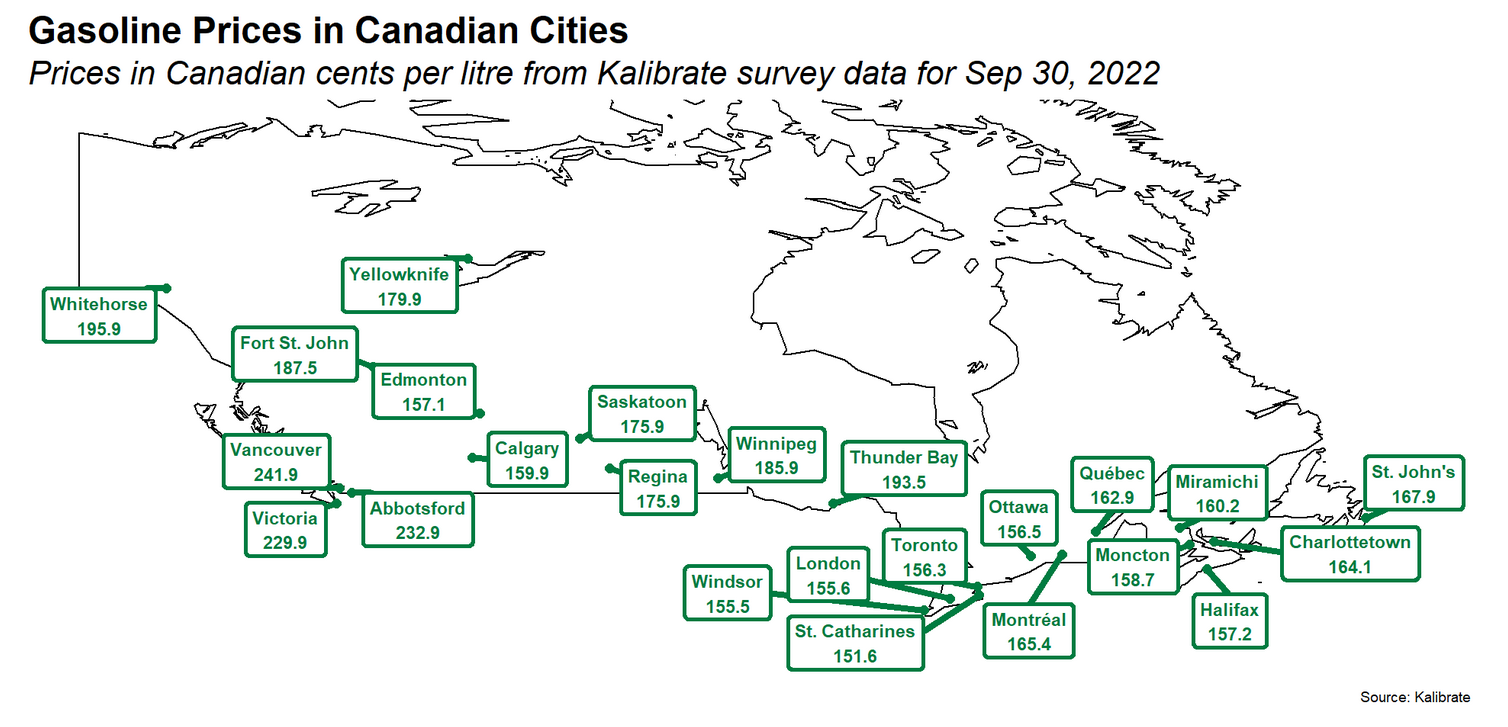 Gasoline Prices in Canadian Cities
Prices in Canadian cents per litre from Kalibrate survey data for Sep 30, 2022
Yellowknife
179.9
Whitehorse
195.9
Fort St. John
187.5
Edmonton
157.1
Saskatoon
175.9
Vancouver
241.9
Calgary
159.9
Winnipeg
185.9
Thunder Bay
193.5
Regina
175.9
Québec
162.9
Miramichi
160.2
St. John's
167.9
Victoria
229.9
Abbotsford
232.9
Ottawa
156.5
Toronto
156.3
Moncton
158.7
Charlottetown
164.1
London
155.6
Windsor
155.5
St. Catharines
151.6
Montréal
165.4
Halifax
157.2
Source: Kalibrate